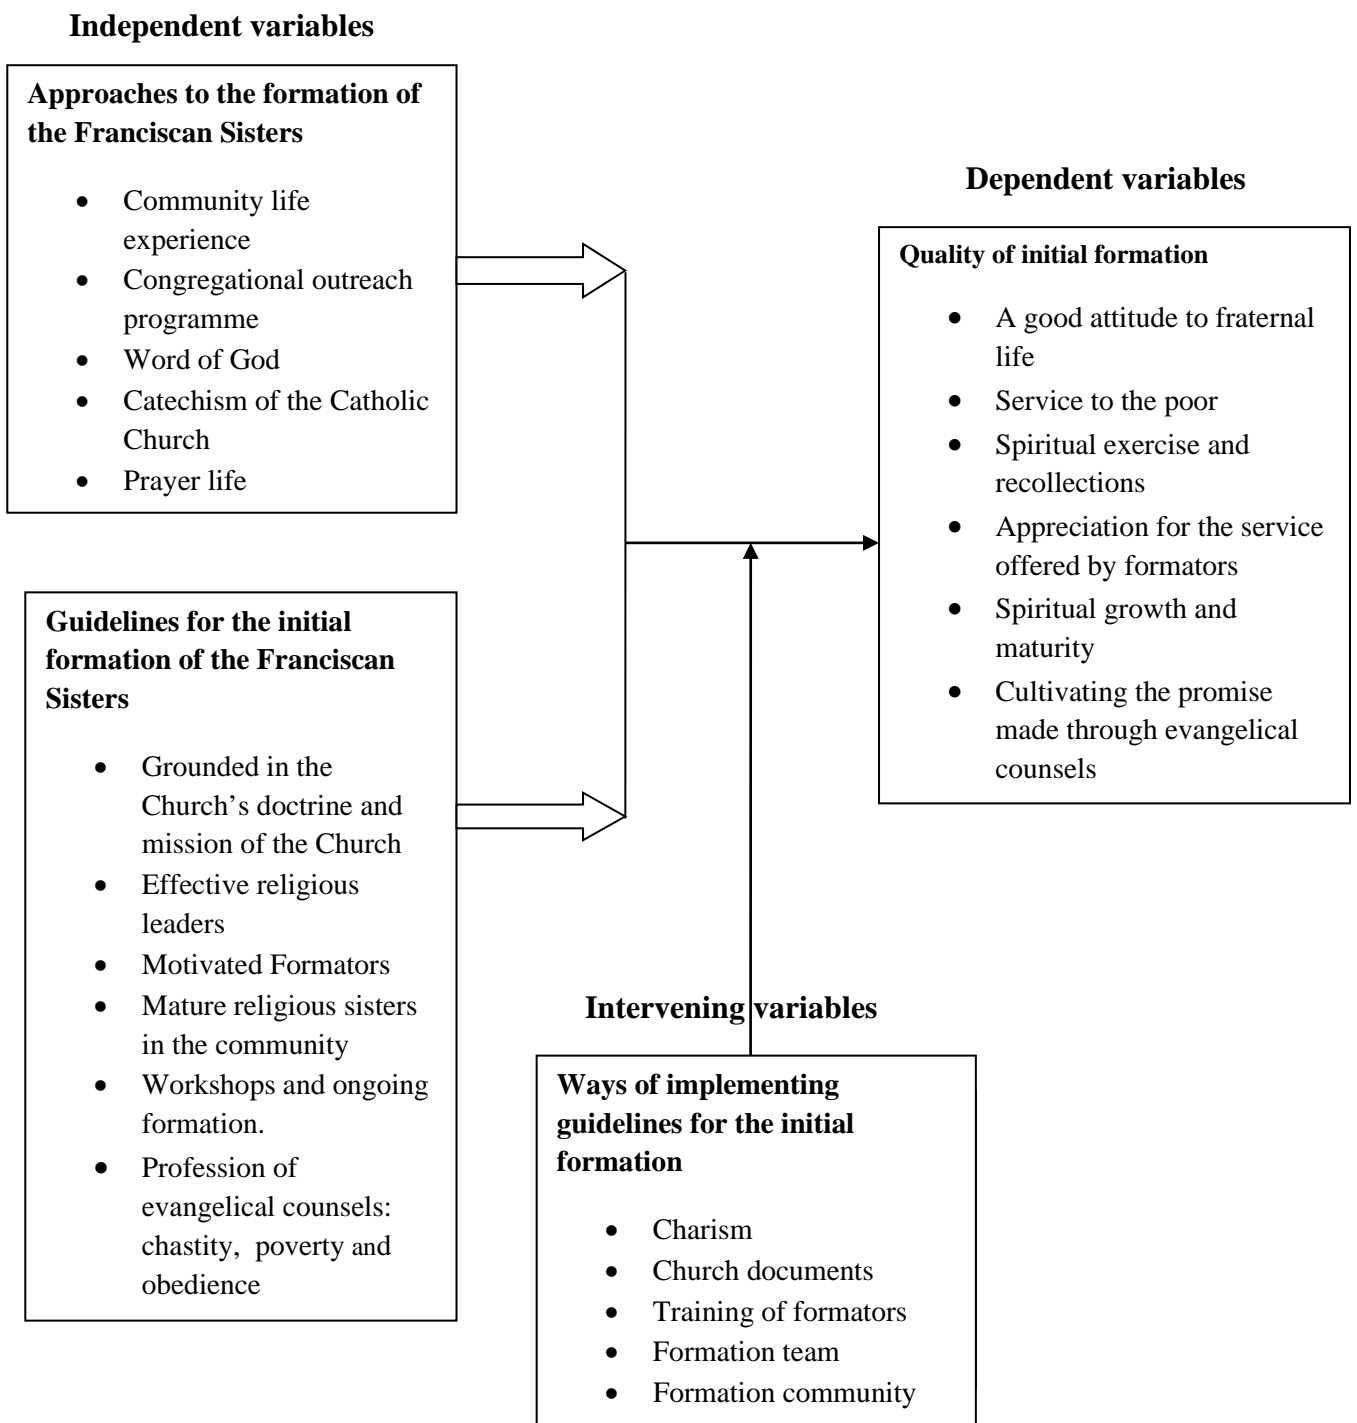 Independent variables
Approaches to the formation of
the Franciscan Sisters
• Community life
experience
• Congregational outreach
programme
• Word of God
• Catechism of the Catholic
Church
• Prayer life
Guidelines for the initial
formation of the Franciscan
Sisters
• Grounded in the
Church’s doctrine and
mission of the Church
• Effective religious
leaders
• Motivated Formators
• Mature religious sisters
in the community
• Workshops and ongoing
formation.
• Profession of
evangelical counsels:
chastity, poverty and
obedience
Dependent variables
Quality of initial formation
• A good attitude to fraternal
life
• Service to the poor
• Spiritual exercise and
recollections
• Appreciation for the service
offered by formators
• Spiritual growth and
maturity
• Cultivating the promise
made through evangelical
counsels
Intervening variables
Ways of implementing
guidelines for the initial
formation
• Charism
• Church documents
• Training of formators
• Formation team
• Formation community